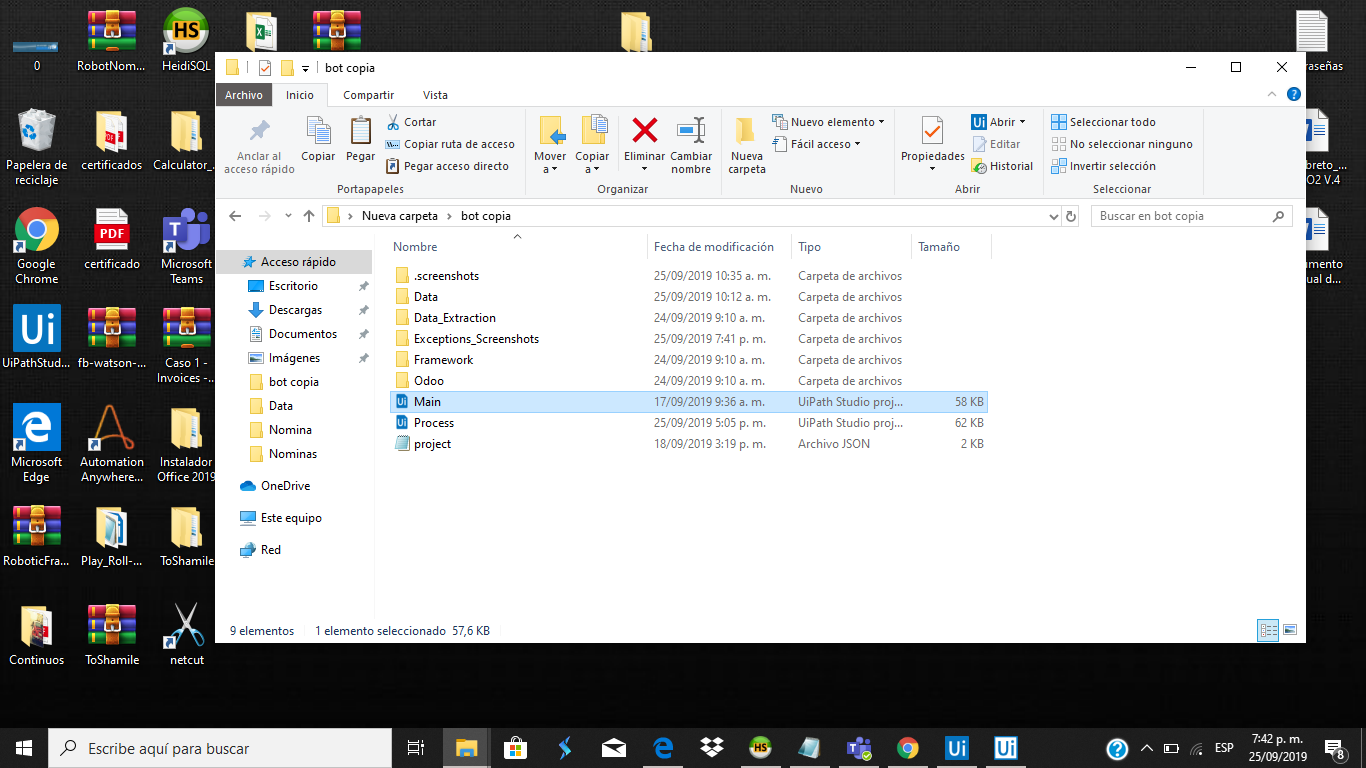 bot copia
Archivo
Inicio
Compartir
Vista
Anclar al acceso rápido
Copiar
Pegar
Cortar
Copiar ruta de acceso
Pegar acceso directo
Portapapeles
Mover a
Copiar a
Eliminar
Cambiar nombre
Organizar
Nueva carpeta
Nuevo elemento
Fácil acceso
Nuevo
Propiedades
Abrir
Editar
Historial
Abrir
Seleccionar todo
No seleccionar ninguno
Invertir selección
Seleccionar
Nueva carpeta > bot copia
Buscar en bot copia
Nombre Fecha de modificación Tipo Tamaño
.screenshots 25/09/2019 10:35 a. m. Carpeta de archivos
Data 25/09/2019 10:12 a. m. Carpeta de archivos
Data_Extraction 24/09/2019 9:10 a. m. Carpeta de archivos
Exceptions_Screenshots 25/09/2019 7:41 p. m. Carpeta de archivos
Framework 24/09/2019 9:10 a. m. Carpeta de archivos
Odoo 24/09/2019 9:10 a. m. Carpeta de archivos
Main 17/09/2019 9:36 a. m. UiPath Studio proj... 58 KB
Process 25/09/2019 5:05 p. m. UiPath Studio proj... 62 KB
project 18/09/2019 3:19 p. m. Archivo JSON 2 KB
Acceso rápido
Escritorio
Descargas
Documentos
Imágenes
bot copia
Data
Nomina
Nominas
OneDrive
Este equipo
Red
9 elementos 1 elemento seleccionado 57,6 KB
0
RobotNom...
HS
HeidiSQL
Papelera de
reciclaje
certificados
Calculator_
Google
Chrome
PDF
certificado
Microsoft
Teams
Ui
UiPathStud...
fb-watson-...
Caso 1 -
Invoices -...
Microsoft
Edge
Automation
Anywhere...
Instalador
Office 2019
RoboticFra...
Play_Roll-...
ToShamile
Continuos
ToShamile
netcut
raseñas
breto_...
O2 V.4
umento
ual d...
Escribe aquí para buscar
HS
Ui
Ui
ESP
7:42 p. m.
25/09/2019
8